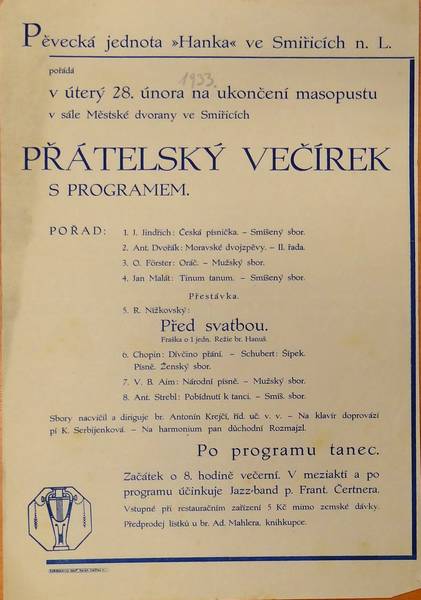 Pěvecká jednota »Hanka« ve Smiřicích n. L.
pořádá
1933.
v úterý 28. února na ukončení masopustu
v sále Městské dvorany ve Smiřicích
PŘÁTELSKÝ VEČÍREK
S PROGRAMEM.
POŘAD:
1. J. Jindřich: Česká písnička. – Smíšený sbor.
2. Ant. Dvořák: Moravské dvojzpěvy. – II. řada.
3. O. Förster: Oráč. – Mužský sbor.
4. Jan Malát: Tinum tanum. – Smíšený sbor.
Přestávka.
5. R. Nížkovský:
Před svatbou.
Fraška o 1 jedn. Režie br. Hanuš.
6. Chopin: Dívčino přání. – Schubert: Šípek.
Písně. Ženský sbor.
7. V. B. Aim: Národní písně. – Mužský sbor.
8. Ant. Strebl: Pobídnutí k tanci. – Smíš. sbor.
Sbory nacvičil a diriguje br. Antonín Krejčí, říd. uč. v. v. – Na klavír doprovází
pí K. Serbijenková. – Na harmonium pan důchodní Rozmajzl.
Po programu tanec.
Začátek o 8. hodině večerní. V meziaktí a po
programu účinkuje Jazz-band p. Frant. Čertnera.
Vstupné při restauračním zařízení 5 Kč mimo zemské dávky.
Předprodej lístků u br. Ad. Mahlera, knihkupce.